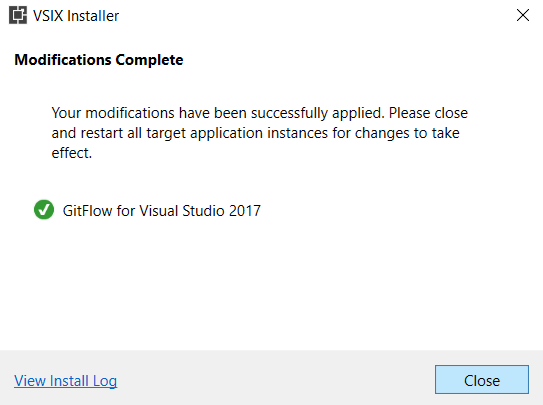 VSIX Installer
Modifications Complete
Your modifications have been successfully applied. Please close
and restart all target application instances for changes to take
effect.
GitFlow for Visual Studio 2017
View Install Log
Close